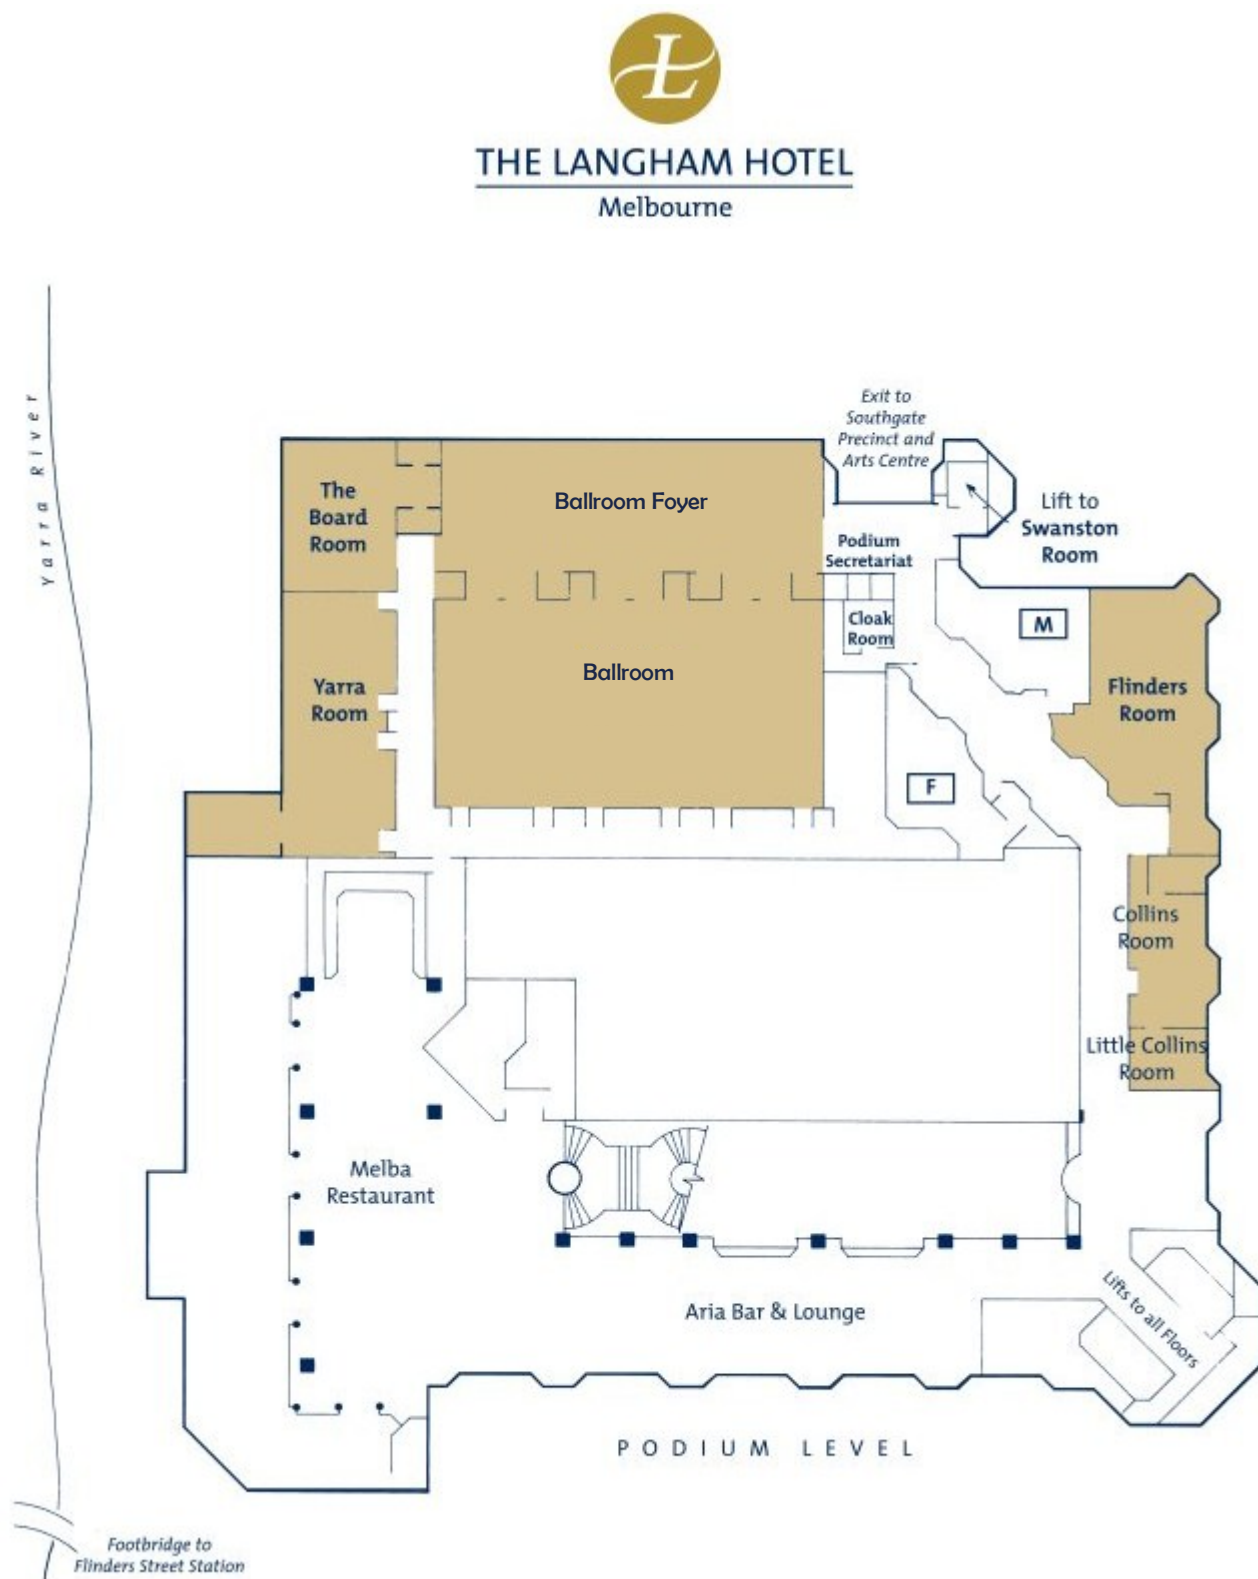 L
THE LANGHAM HOTEL
Melbourne
Yarra River
Exit to
Southgate
Precinct and
Arts Centre
The
Board
Room
Ballroom Foyer
Lift to
Swanston
Room
Podium
Secretariat
Cloak
Room
M
Yarra
Room
Ballroom
Flinders
Room
F
Collins
Room
Little Collins
Room
Melba
Restaurant
Aria Bar & Lounge
Lifts to all Floors
PODIUM LEVEL
Footbridge to
Flinders Street Station